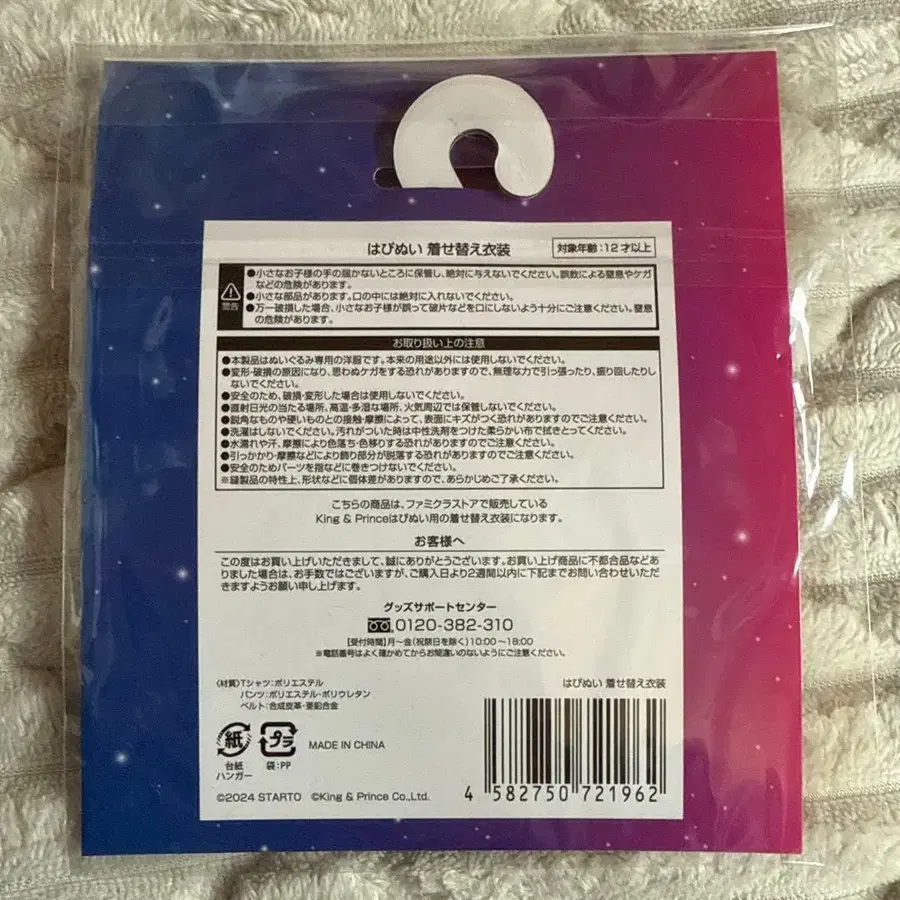 はぴぬい 着せ替え衣装
対象年齢:12才以上
警告
●小さなお子様の手の届かないところに保管し、絶対に与えないでください。誤飲による窒息やケガ
などの危険があります。
●小さな部品があります。口の中には絶対に入れないでください。
●万一破損した場合、小さなお子様が誤って破片などを口にしないよう十分にご注意ください。窒息
の危険があります。
お取り扱い上の注意
●本製品はぬいぐるみ専用の洋服です。本来の用途以外には使用しないでください。
●変形・破損の原因になり、思わぬケガをする恐れがありますので、無理な力で引っ張ったり、振り回したりし
ないでください。
●安全のため、破損・変形した場合は使用しないでください。
●直射日光の当たる場所、高温・多湿な場所、火気周辺では保管しないでください。
●鋭角なものや硬いものとの接触・摩擦によって、表面にキズがつく恐れがありますのでご注意ください。
●洗濯はしないでください。汚れがついた時は中性洗剤をつけた柔らかい布で拭きとってください。
●水濡れや汗、摩擦により色落ち・色移りする恐れがありますのでご注意ください。
●引っかかり・摩擦などにより飾り部分が脱落する恐れがありますのでご注意ください。
●安全のためパーツを指などに巻きつけないでください。
※縫製品の特性上、形状などに個体差がありますので、あらかじめご了承ください。
こちらの商品は、ファミクラストアで販売している
King & Princeはぴぬい用の着せ替え衣装になります。
お客様へ
この度はお買い上げいただきまして、誠にありがとうございます。お買い上げ商品に不都合品などあ
りました場合は、お手数ではございますが、ご購入日より2週間以内に下記までお問い合わせいただ
きますようお願い申し上げます。
グッズサポートセンター
0120-382-310
【受付時間】月～金(祝祭日を除く)10:00～18:00
※電話番号はよく確かめてからお間違いのないようにご注意ください。
〈材質〉Tシャツ:ポリエステル
パンツ:ポリエステル・ポリウレタン
ベルト:合成皮革・亜鉛合金
はぴぬい 着せ替え衣装
紙
プラ
MADE IN CHINA
台紙
ハンガー
袋:PP
4 582750 721962
©2024 STARTO ©King & Prince Co.,Ltd.